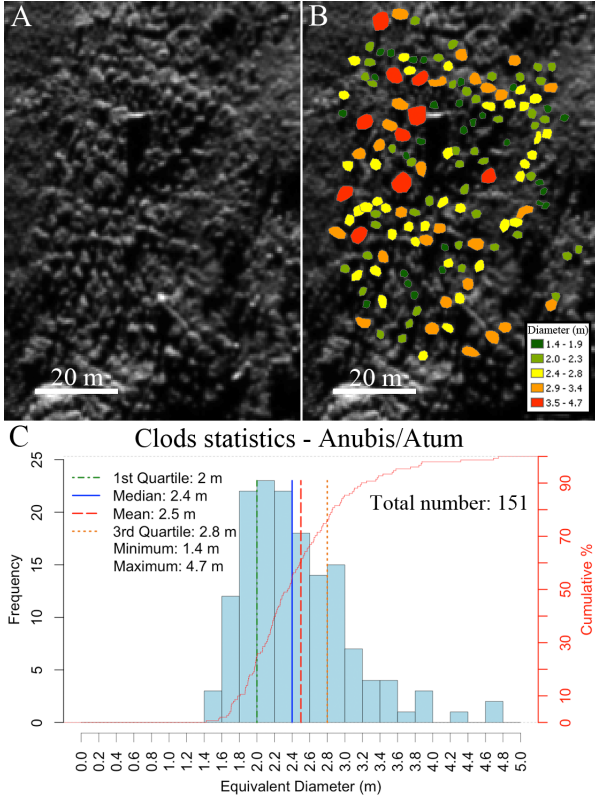 A
B
20 m
20 m
Diameter (m)
1.4 - 1.9
2.0 - 2.3
2.4 - 2.8
2.9 - 3.4
3.5 - 4.7
C
Clods statistics - Anubis/Atum
1st Quartile: 2 m
Median: 2.4 m
Mean: 2.5 m
3rd Quartile: 2.8 m
Minimum: 1.4 m
Maximum: 4.7 m
Total number: 151
Frequency
25
20
15
10
5
0
Cumulative %
90
70
50
30
10
0
0.0 0.2 0.4 0.6 0.8 1.0 1.2 1.4 1.6 1.8 2.0 2.2 2.4 2.6 2.8 3.0 3.2 3.4 3.6 3.8 4.0 4.2 4.4 4.6 4.8 5.0
Equivalent Diameter (m)